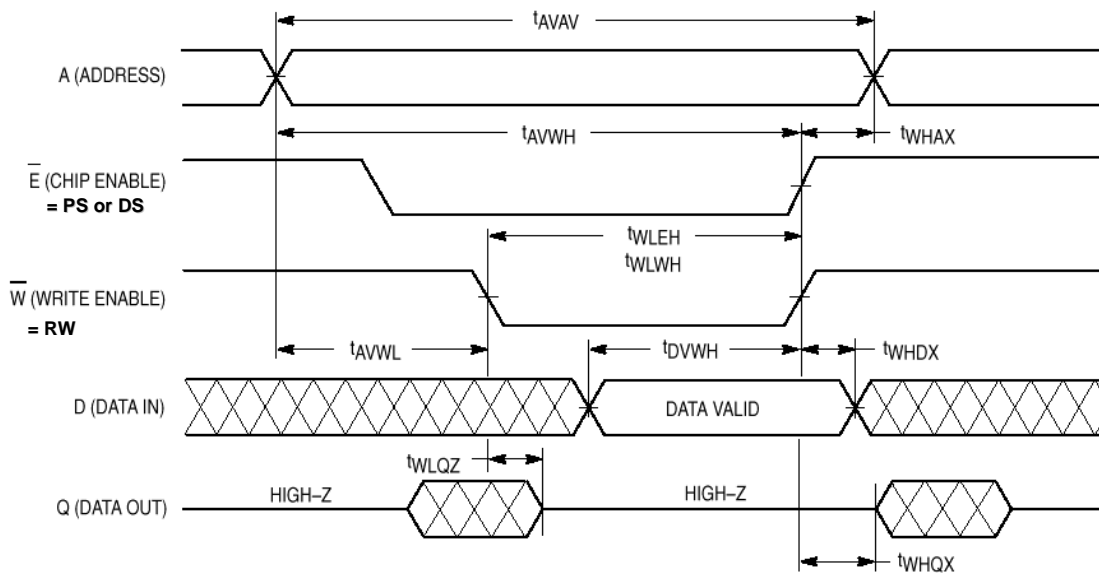 tAVAV
A (ADDRESS)
tAVWH
tWHAX
E (CHIP ENABLE)
= PS or DS
tWLEH
tWLWH
W (WRITE ENABLE)
= RW
tAVWL
tDVWH
tWHDX
D (DATA IN)
DATA VALID
tWLQZ
HIGH–Z
HIGH–Z
Q (DATA OUT)
tWHQX